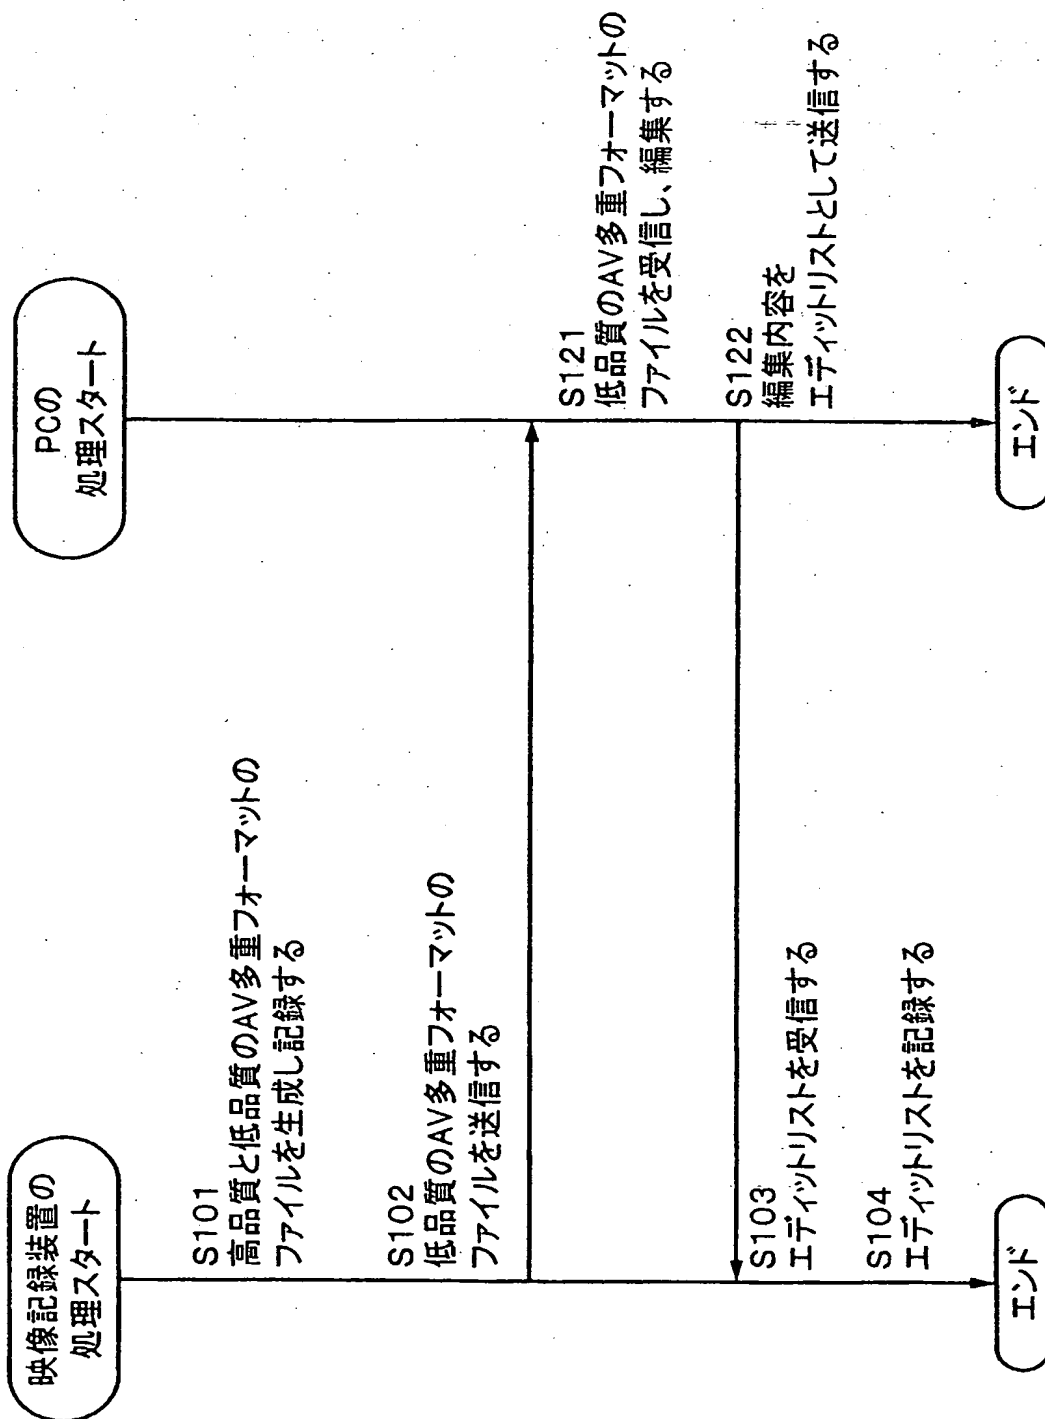 映像記録装置の
処理スタート
S101
高品質と低品質のAV多重フォーマットの
ファイルを生成し記録する
S102
低品質のAV多重フォーマットの
ファイルを送信する
S103
エディットリストを受信する
S104
エディットリストを記録する
エンド
PCの
処理スタート
S121
低品質のAV多重フォーマットの
ファイルを受信し、編集する
S122
編集内容を
エディットリストとして送信する
エンド